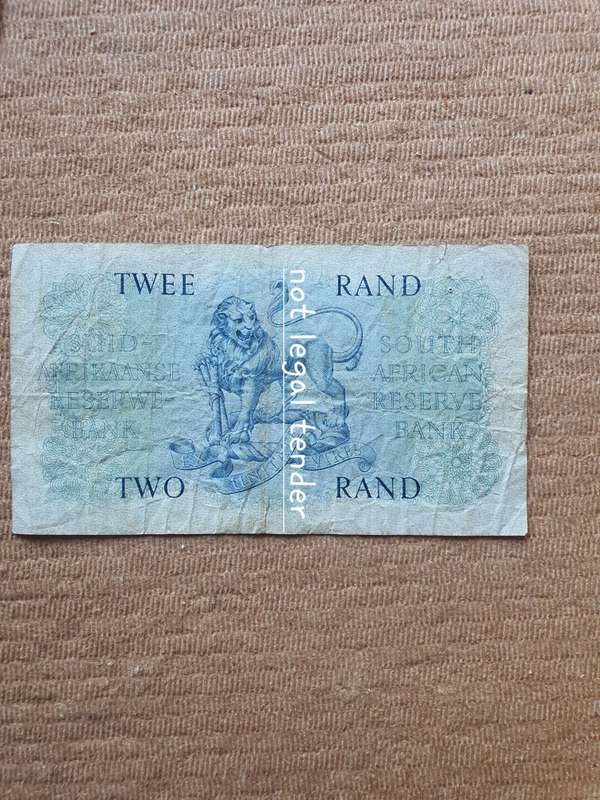 TWEE RAND
SUID-
AFRIKAANSE
RESERWE-
BANK
SOUTH
AFRICAN
RESERVE
BANK
TWO RAND
not legal tender